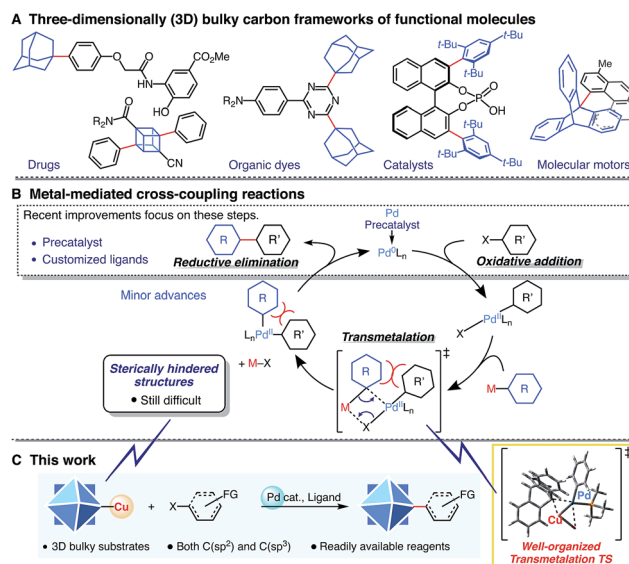 A Three-dimensionally (3D) bulky carbon frameworks of functional molecules
O
O
N
H
OH
CO₂Me
R₂N
O
CN
R₂N
N
N
N
t-Bu
t-Bu
t-Bu
O
O
P
O
OH
t-Bu
t-Bu
t-Bu
Me
Drugs
Organic dyes
Catalysts
Molecular motors
B Metal-mediated cross-coupling reactions
Recent improvements focus on these steps.
• Precatalyst
• Customized ligands
R
R'
Reductive elimination
Pd
Precatalyst
Pd⁰Lₙ
X
R'
Oxidative addition
Minor advances
R
LₙPdᴵᴵ
R'
+ M–X
X
PdᴵᴵLₙ
R'
Transmetalation
‡
R
R'
M
PdᴵᴵLₙ
X
M
R
Sterically hindered
structures
• Still difficult
C This work
Cu
+
X
FG
Pd cat., Ligand
FG
• 3D bulky substrates
• Both C(sp²) and C(sp³)
• Readily available reagents
‡
Pd
Cu
Well-organized
Transmetalation TS